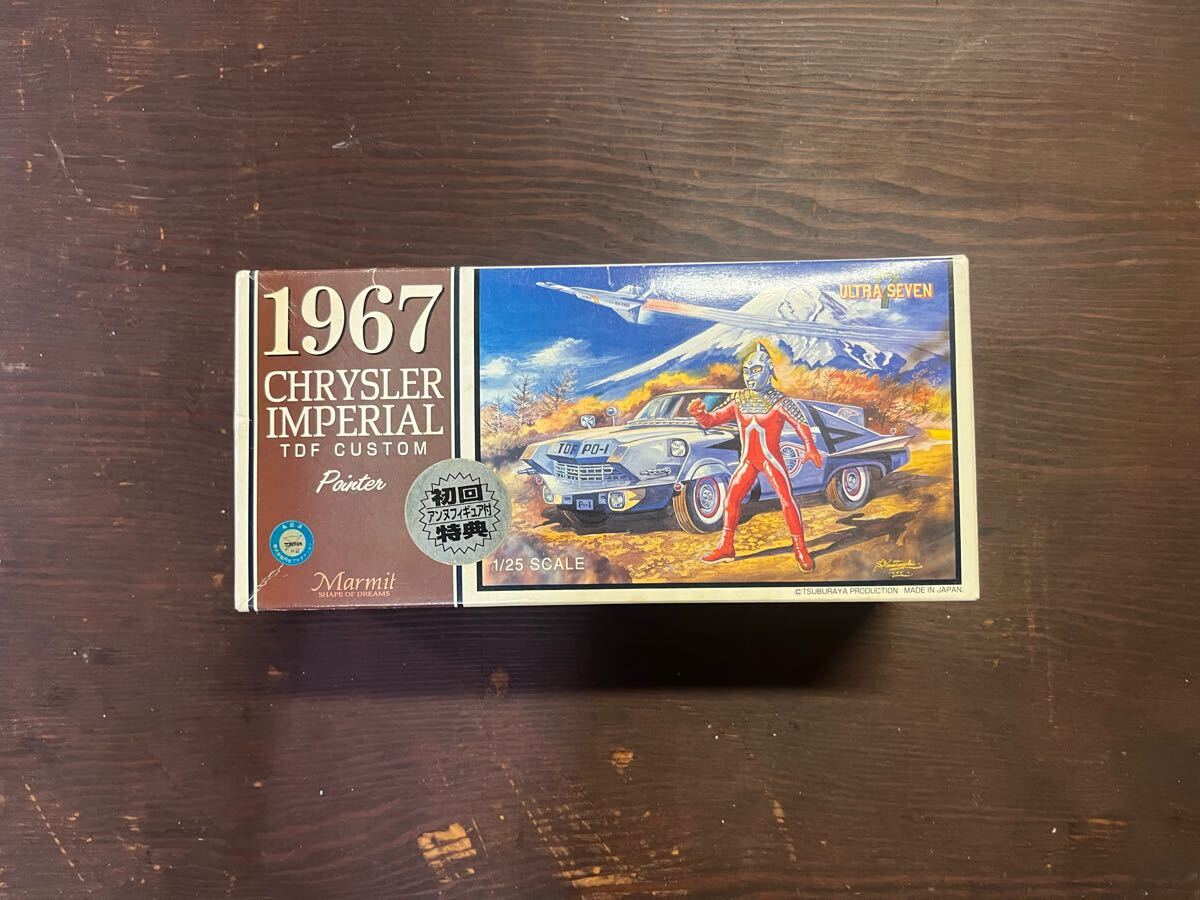 1967
CHRYSLER
IMPERIAL
TDF CUSTOM
Pointer
初回
アンヌフィギュア付
特典
Marmit
SHAPE OF DREAMS
ULTRA SEVEN
TDF PO-1
P-1
1/25 SCALE
© TSUBURAYA PRODUCTION MADE IN JAPAN.